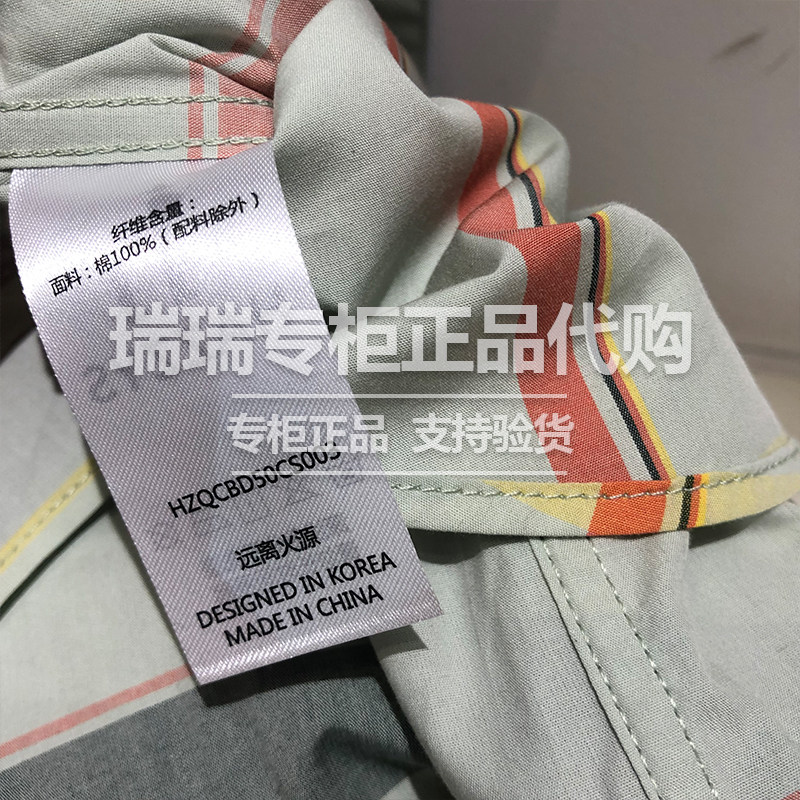 纤维含量：
面料：棉100%（配料除外）
瑞瑞专柜正品代购
专柜正品 支持验货
HZQCBD50CS003
远离火源
DESIGNED IN KOREA
MADE IN CHINA